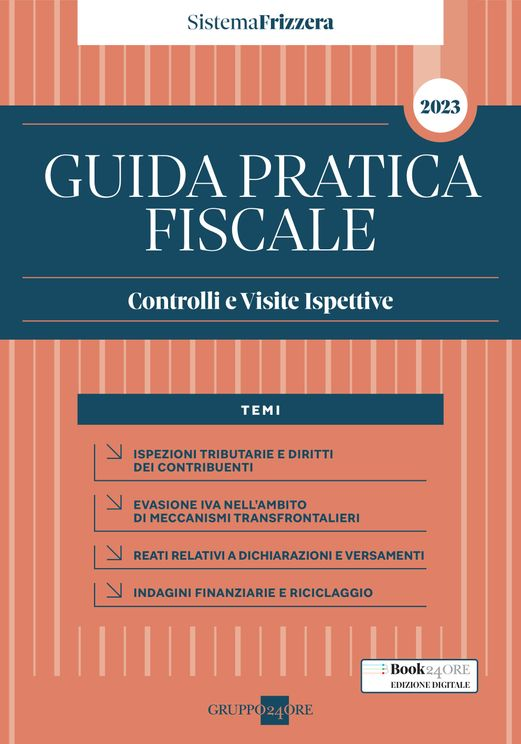 SistemaFrizzera
2023
GUIDA PRATICA
FISCALE
Controlli e Visite Ispettive
TEMI
ISPEZIONI TRIBUTARIE E DIRITTI
DEI CONTRIBUENTI
EVASIONE IVA NELL'AMBITO
DI MECCANISMI TRANSFRONTALIERI
REATI RELATIVI A DICHIARAZIONI E VERSAMENTI
INDAGINI FINANZIARIE E RICICLAGGIO
Book24ORE
EDIZIONE DIGITALE
GRUPPO24ORE